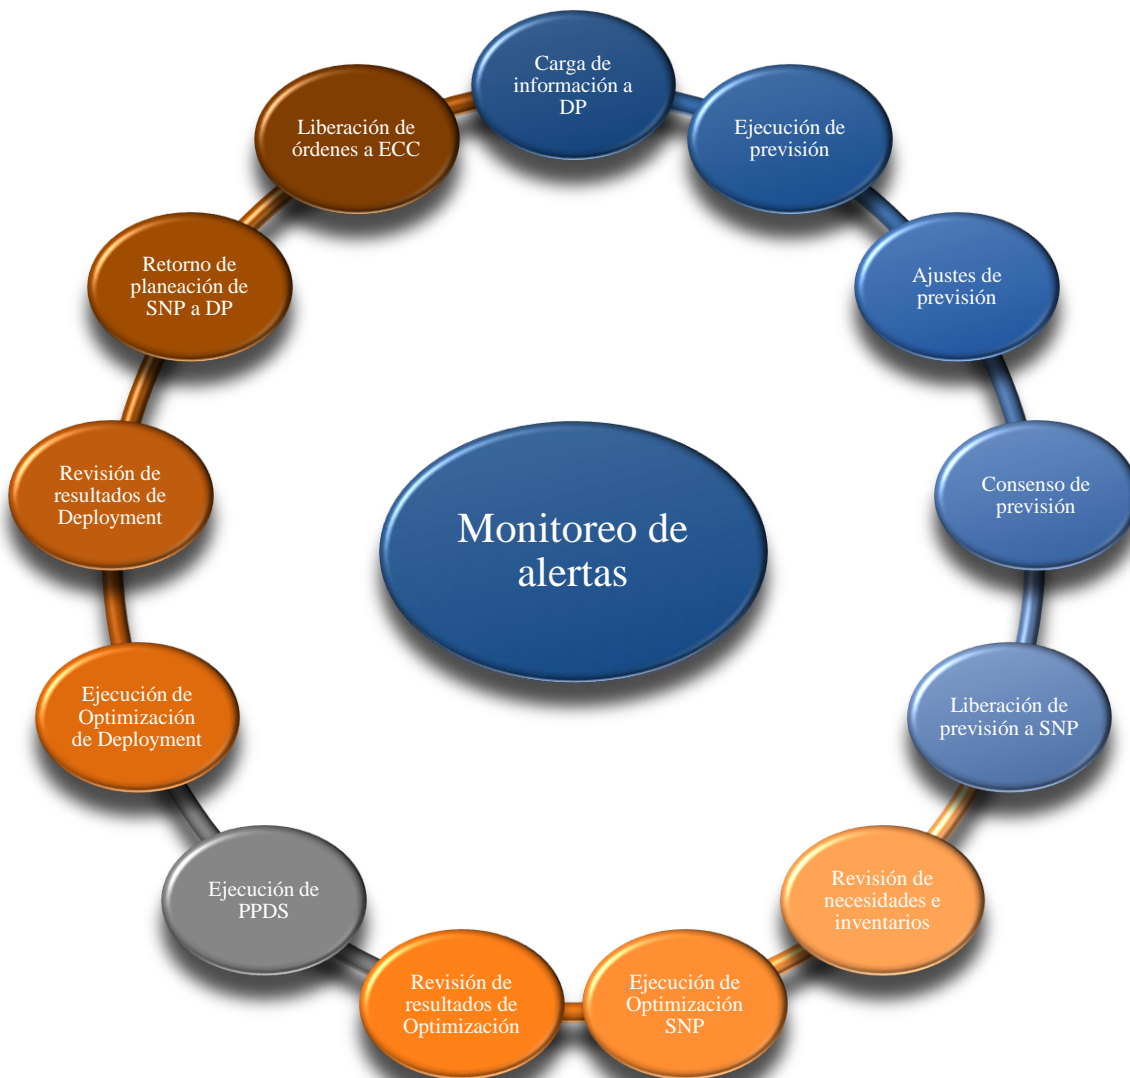 Carga de
información a
DP
Ejecución de
previsión
Ajustes de
previsión
Consenso de
previsión
Liberación de
previsión a SNP
Revisión de
necesidades e
inventarios
Ejecución de
Optimización
SNP
Revisión de
resultados de
Optimización
Ejecución de
PPDS
Ejecución de
Optimización
de Deployment
Revisión de
resultados de
Deployment
Retorno de
planeación de
SNP a DP
Liberación de
órdenes a ECC
Monitoreo de
alertas